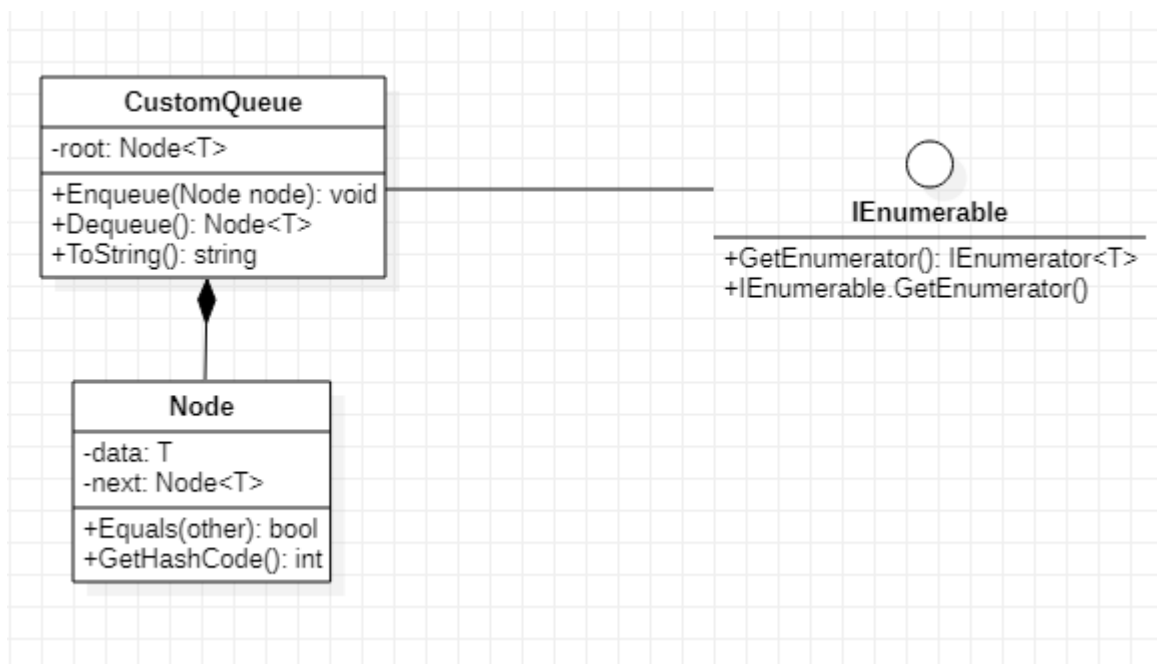 CustomQueue
-root: Node<T>
+Enqueue(Node node): void
+Dequeue(): Node<T>
+ToString(): string
IEnumerable
+GetEnumerator(): IEnumerator<T>
+IEnumerable.GetEnumerator()
Node
-data: T
-next: Node<T>
+Equals(other): bool
+GetHashCode(): int